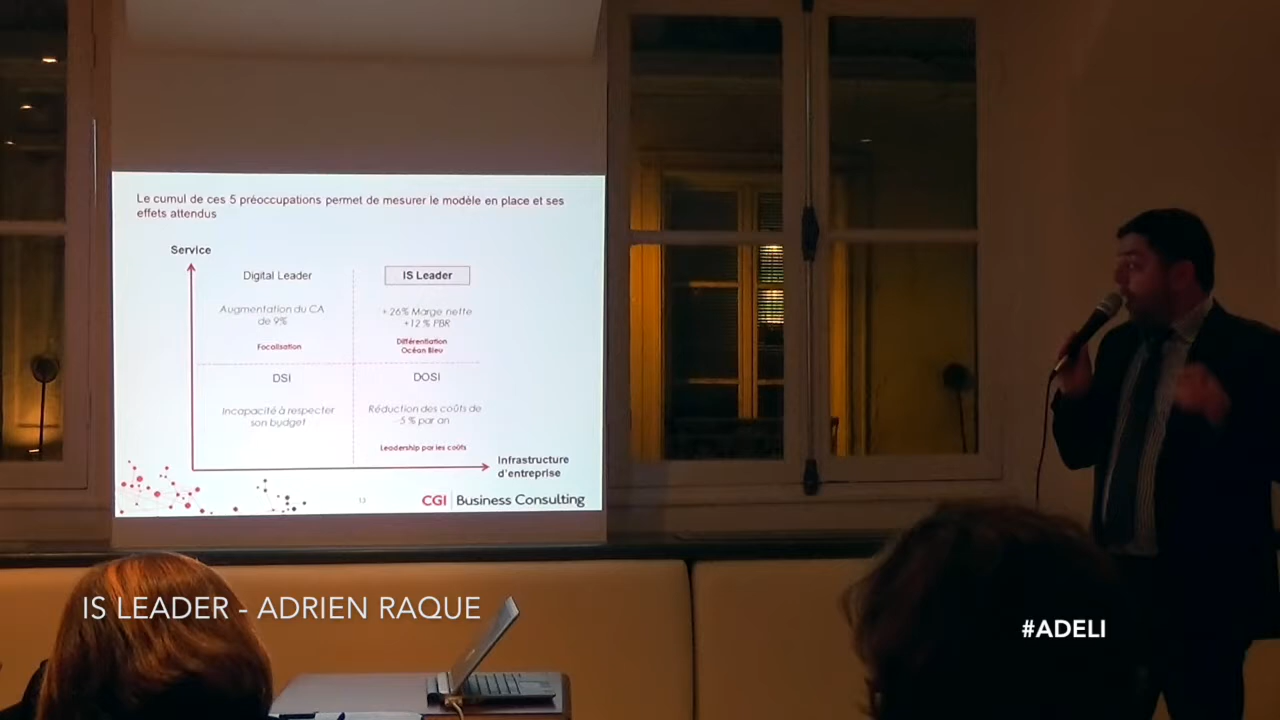 Le cumul de ces 5 préoccupations permet de mesurer le modèle en place et ses
effets attendus
Service
Digital Leader
IS Leader
Augmentation du CA
de 9%
+ 26% Marge nette
+12 % PBR
Focalisation
Différentiation
Océan Bleu
DSI
DOSI
Incapacité à respecter
son budget
Réduction des coûts de
-5 % par an
Leadership par les coûts
Infrastructure
d'entreprise
13
CGI Business Consulting
IS LEADER - ADRIEN RAQUE
#ADELI